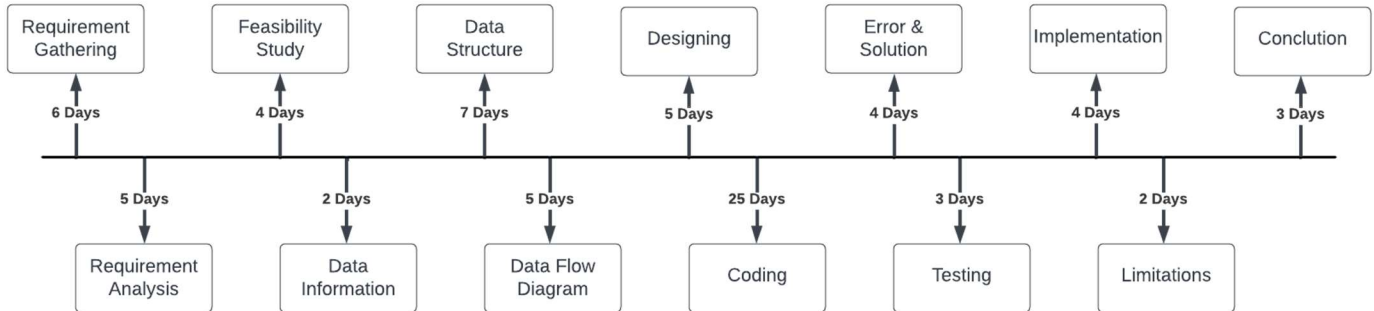 Requirement
Gathering
Feasibility
Study
Data
Structure
Designing
Error &
Solution
Implementation
Conclution
6 Days
4 Days
7 Days
5 Days
4 Days
4 Days
3 Days
5 Days
2 Days
5 Days
25 Days
3 Days
2 Days
Requirement
Analysis
Data
Information
Data Flow
Diagram
Coding
Testing
Limitations